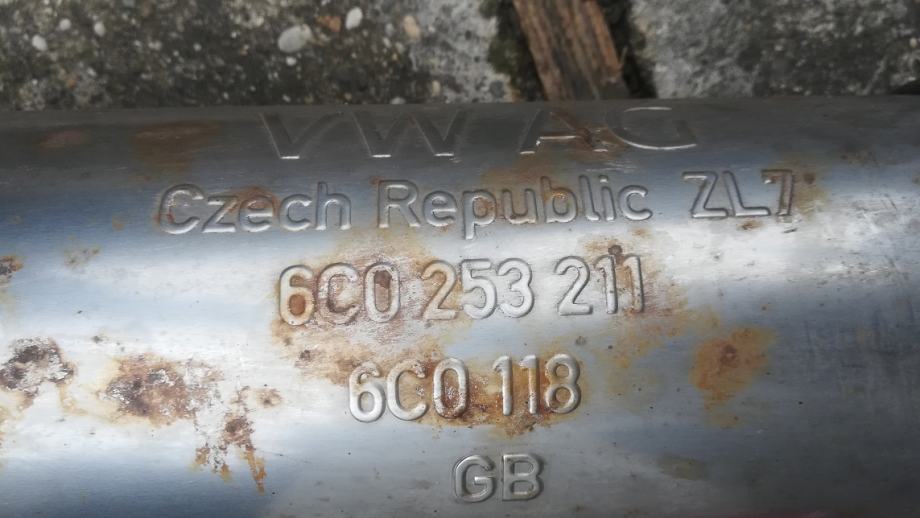 VW AG
Czech Republic ZL7
6C0 253 211
6C0 118
GB